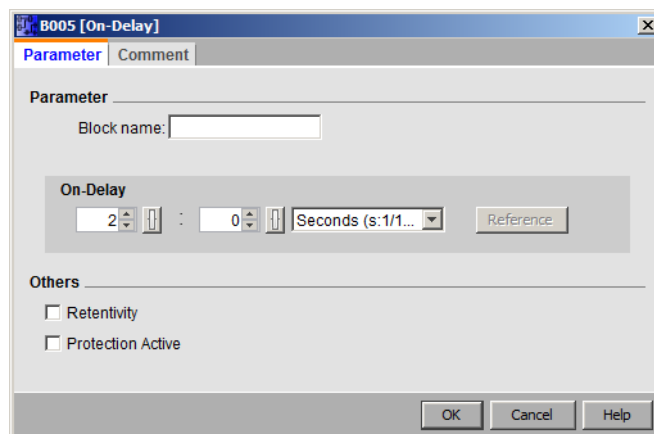 B005 [On-Delay]
Parameter Comment
Parameter
Block name:
On-Delay
2 : 0 Seconds (s:1/1... Reference
Others
Retentivity
Protection Active
OK Cancel Help